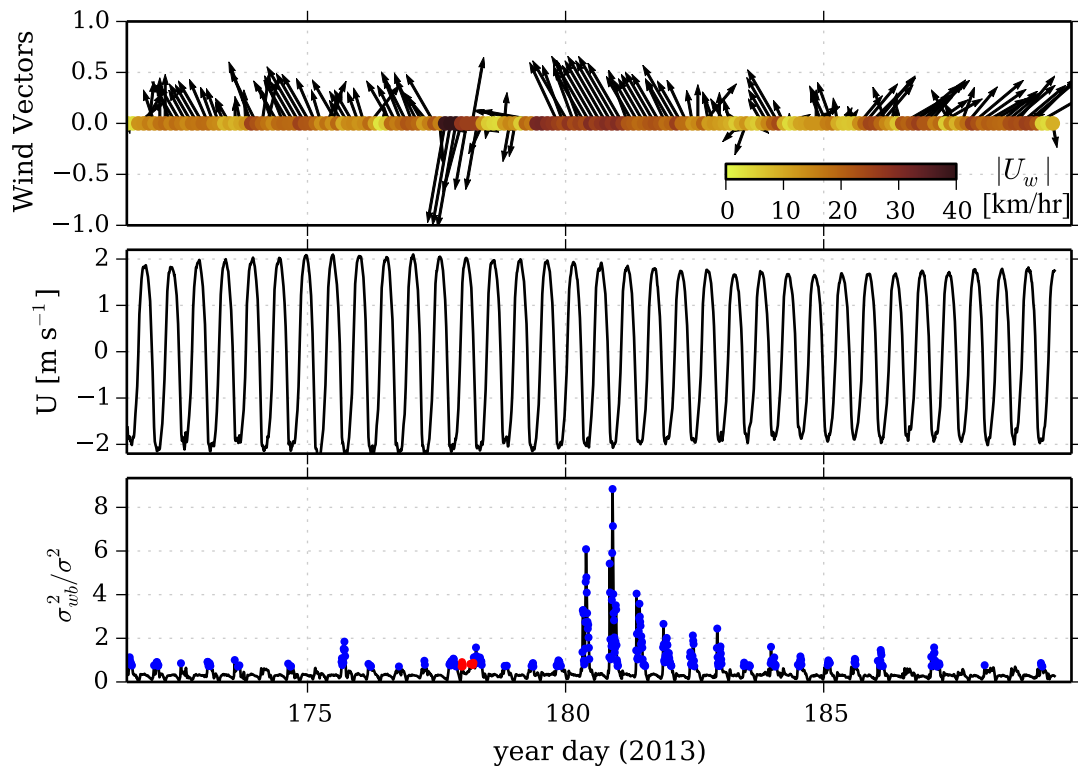 Wind Vectors
1.0
0.5
0.0
−0.5
−1.0
|U_w|
[km/hr]
0 10 20 30 40
U [m s⁻¹]
2
1
0
−1
−2
σ²_wb/σ²
8
6
4
2
0
175 180 185
year day (2013)